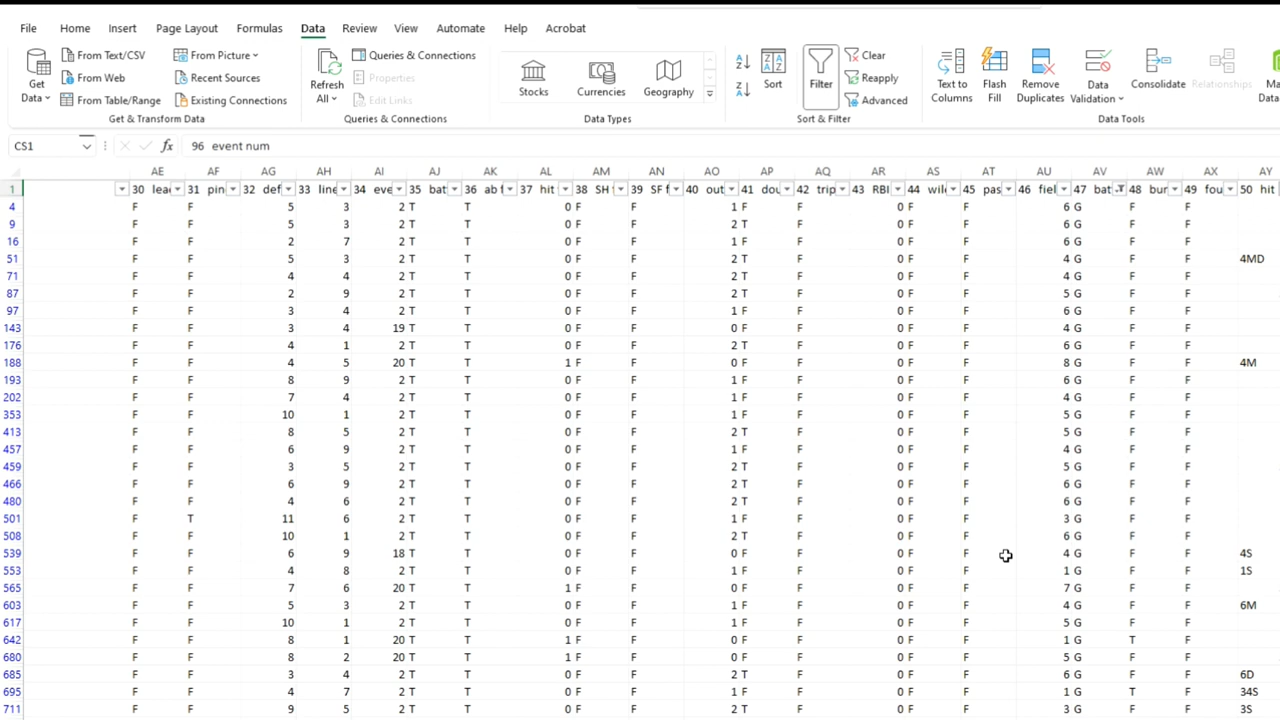 File Home Insert Page Layout Formulas Data Review View Automate Help Acrobat
Get Data
From Text/CSV
From Web
From Table/Range
From Picture
Recent Sources
Existing Connections
Get & Transform Data
Refresh All
Queries & Connections
Properties
Edit Links
Queries & Connections
Stocks
Currencies
Geography
Data Types
Sort
Filter
Clear
Reapply
Advanced
Sort & Filter
Text to Columns
Flash Fill
Remove Duplicates
Data Validation
Consolidate
Relationships
Data Tools
CS1 fx 96 event num
AE AF AG AH AI AJ AK AL AM AN AO AP AQ AR AS AT AU AV AW AX AY
1 30 lea 31 pin 32 def 33 line 34 eve 35 bat 36 ab f 37 hit 38 SH 39 SF f 40 out 41 dou 42 trip 43 RBI 44 wil 45 pas 46 fiel 47 bat 48 bur 49 fou 50 hit
4 F F 5 3 2 T T 0 F F 1 F F 0 F F 6 G F F
9 F F 5 3 2 T T 0 F F 2 T F 0 F F 6 G F F
16 F F 2 7 2 T T 0 F F 1 F F 0 F F 6 G F F
51 F F 5 3 2 T T 0 F F 2 T F 0 F F 4 G F F 4MD
71 F F 4 4 2 T T 0 F F 2 T F 0 F F 4 G F F
87 F F 2 9 2 T T 0 F F 2 T F 0 F F 5 G F F
97 F F 3 4 2 T T 0 F F 1 F F 0 F F 6 G F F
143 F F 3 4 19 T T 0 F F 0 F F 0 F F 4 G F F
176 F F 4 1 2 T T 0 F F 2 T F 0 F F 6 G F F
188 F F 4 5 20 T T 1 F F 0 F F 0 F F 8 G F F 4M
193 F F 8 9 2 T T 0 F F 1 F F 0 F F 6 G F F
202 F F 7 4 2 T T 0 F F 1 F F 0 F F 4 G F F
353 F F 10 1 2 T T 0 F F 1 F F 0 F F 5 G F F
413 F F 8 5 2 T T 0 F F 2 T F 0 F F 5 G F F
457 F F 6 9 2 T T 0 F F 1 F F 0 F F 4 G F F
459 F F 3 5 2 T T 0 F F 2 T F 0 F F 5 G F F
466 F F 6 9 2 T T 0 F F 2 T F 0 F F 6 G F F
480 F F 4 6 2 T T 0 F F 2 T F 0 F F 6 G F F
501 F T 11 6 2 T T 0 F F 1 F F 0 F F 3 G F F
508 F F 10 1 2 T T 0 F F 2 T F 0 F F 6 G F F
539 F F 6 9 18 T T 0 F F 0 F F 0 F F 4 G F F 4S
553 F F 4 8 2 T T 0 F F 1 F F 0 F F 1 G F F 1S
565 F F 7 6 20 T T 1 F F 0 F F 0 F F 7 G F F
603 F F 5 3 2 T T 0 F F 1 F F 0 F F 4 G F F 6M
617 F F 10 1 2 T T 0 F F 1 F F 0 F F 5 G F F
642 F F 8 1 20 T T 1 F F 0 F F 0 F F 1 G T F
680 F F 8 2 20 T T 1 F F 0 F F 0 F F 5 G F F
685 F F 3 4 2 T T 0 F F 2 T F 0 F F 6 G F F 6D
695 F F 4 7 2 T T 0 F F 1 F F 0 F F 1 G T F 34S
711 F F 9 5 2 T T 0 F F 2 T F 0 F F 3 G F F 3S